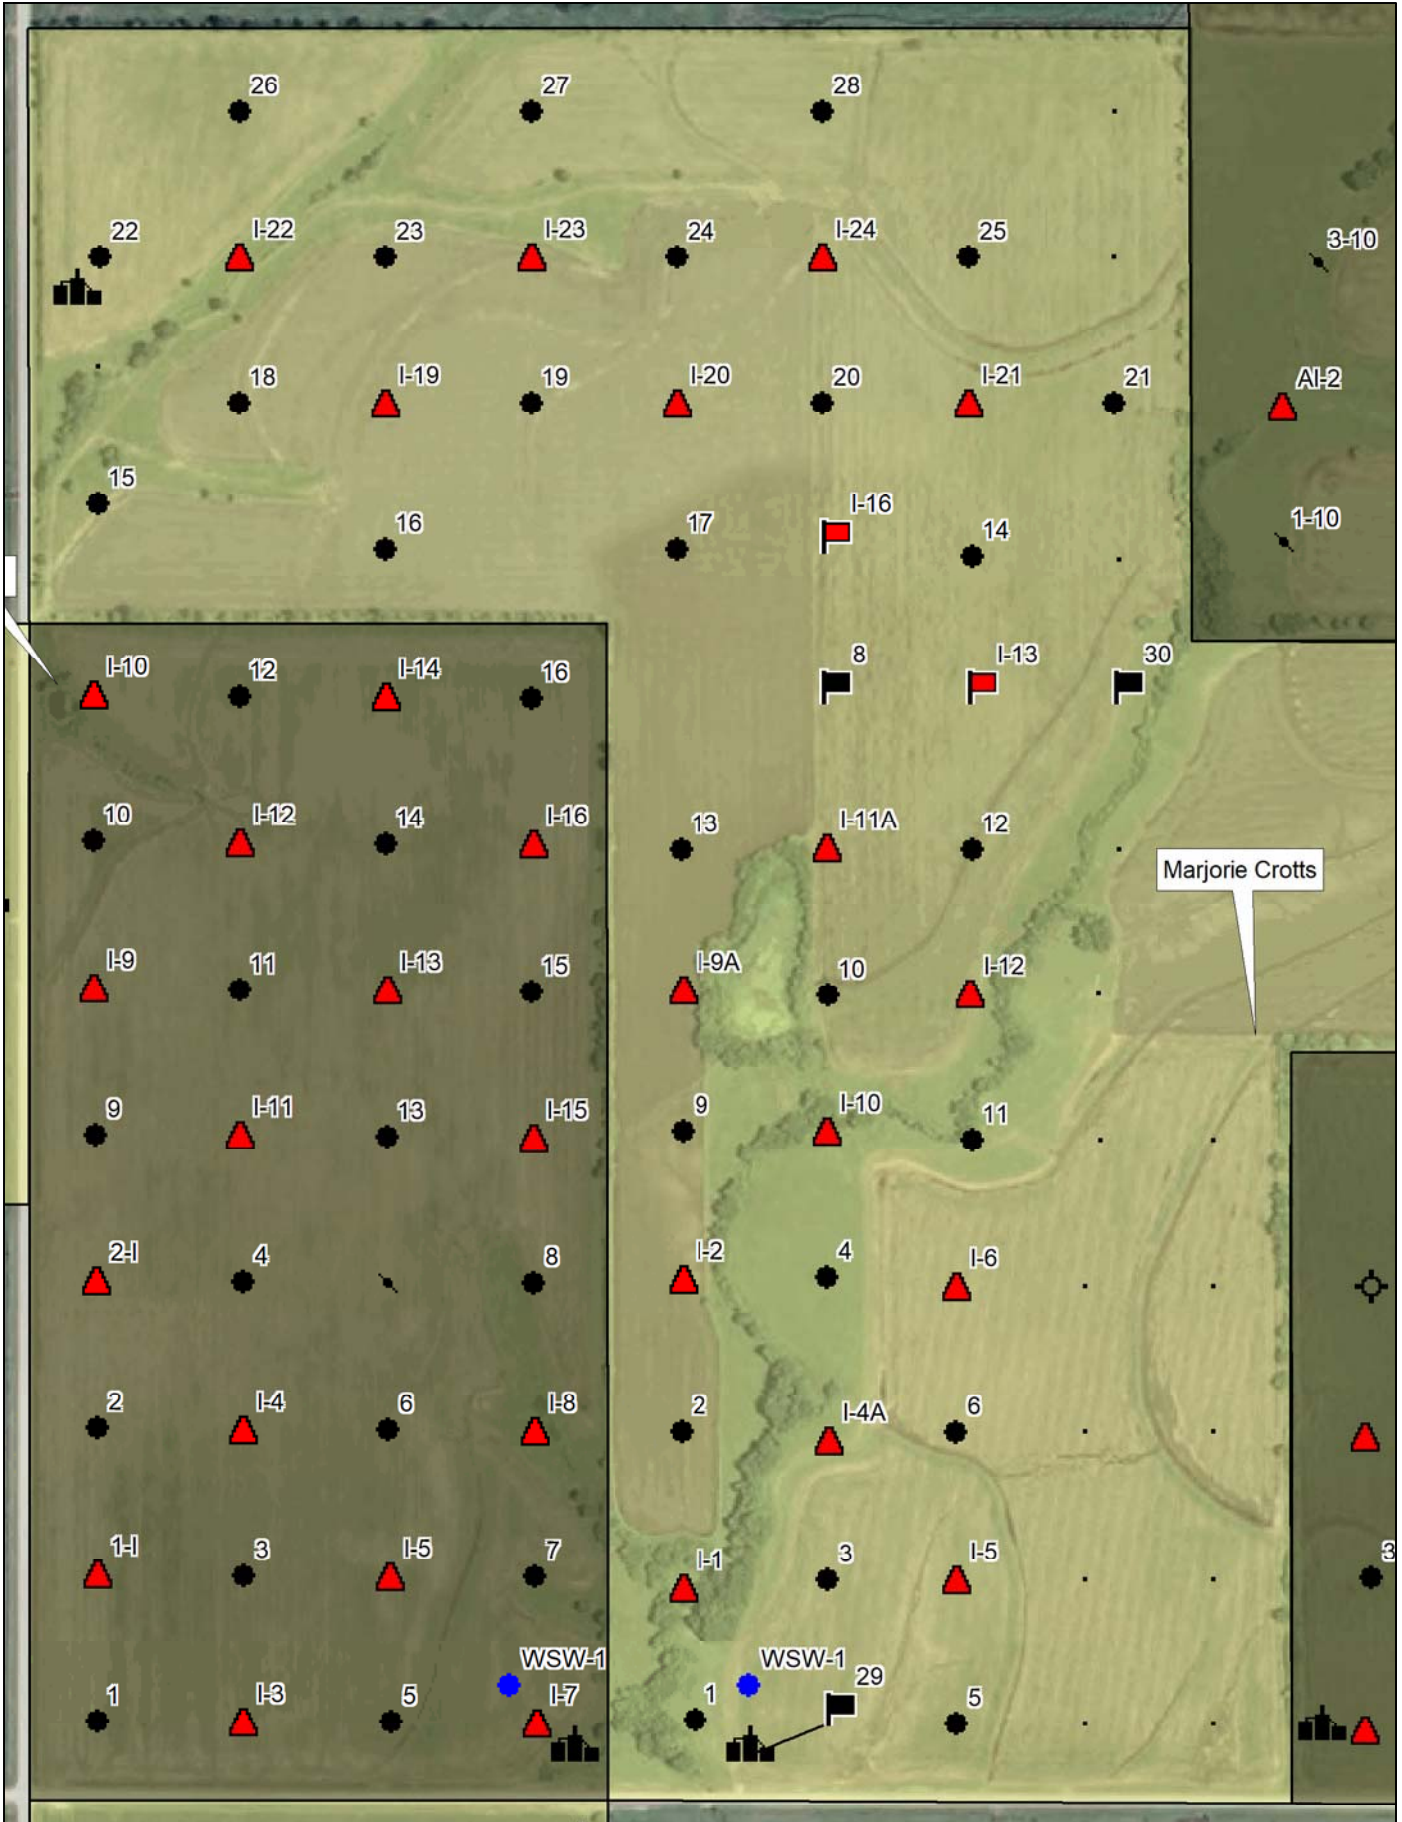 26
27
28
22
I-22
23
I-23
24
I-24
25
3-10
18
I-19
19
I-20
20
I-21
21
AI-2
15
16
17
I-16
14
1-10
I-10
12
I-14
16
8
I-13
30
10
I-12
14
I-16
13
I-11A
12
Marjorie Crotts
I-9
11
I-13
15
I-9A
10
I-12
9
I-11
13
I-15
9
I-10
11
2-I
4
8
I-2
4
I-6
2
I-4
6
I-8
2
I-4A
6
1-I
3
I-5
7
I-1
3
I-5
3
WSW-1
WSW-1
1
I-3
5
I-7
1
29
5